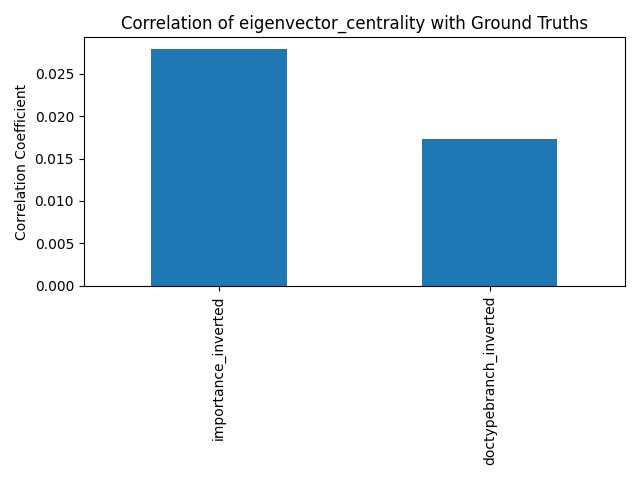 Correlation of eigenvector_centrality with Ground Truths
Correlation Coefficient
0.025
0.020
0.015
0.010
0.005
0.000
importance_inverted
doctypebranch_inverted